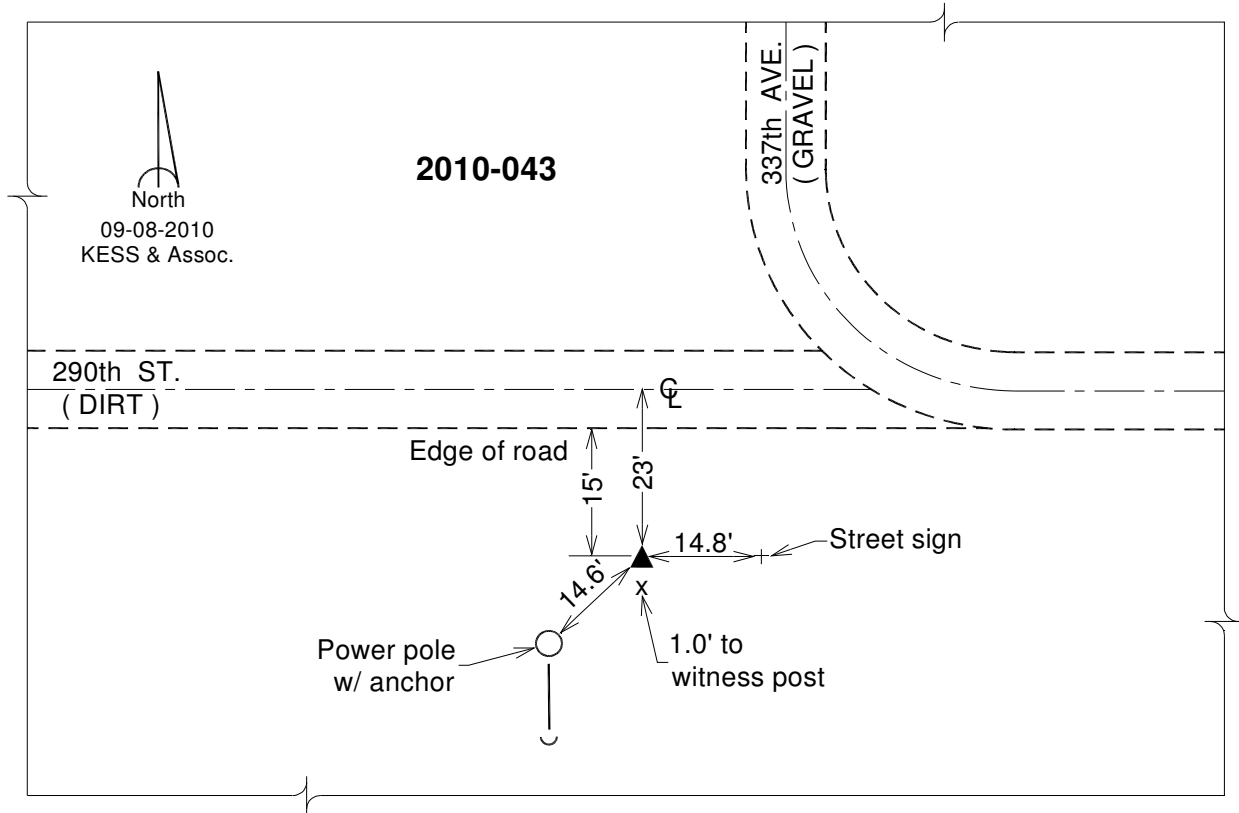 337th AVE.
( GRAVEL )
2010-043
North
09-08-2010
KESS & Assoc.
290th ST.
( DIRT )
CL
Edge of road
15'
23'
14.8'
Street sign
14.6'
x
Power pole
w/ anchor
1.0' to
witness post